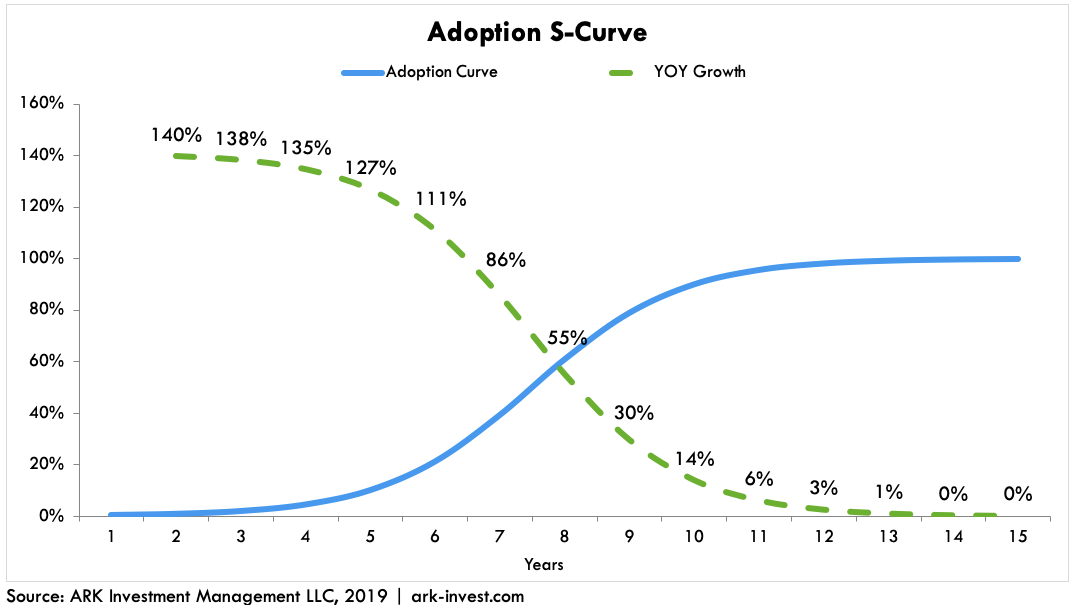 Adoption S-Curve
Adoption Curve YOY Growth
160%
140%
120%
100%
80%
60%
40%
20%
0%
140% 138% 135% 127% 111% 86% 55% 30% 14% 6% 3% 1% 0% 0%
1 2 3 4 5 6 7 8 9 10 11 12 13 14 15
Years
Source: ARK Investment Management LLC, 2019 | ark-invest.com